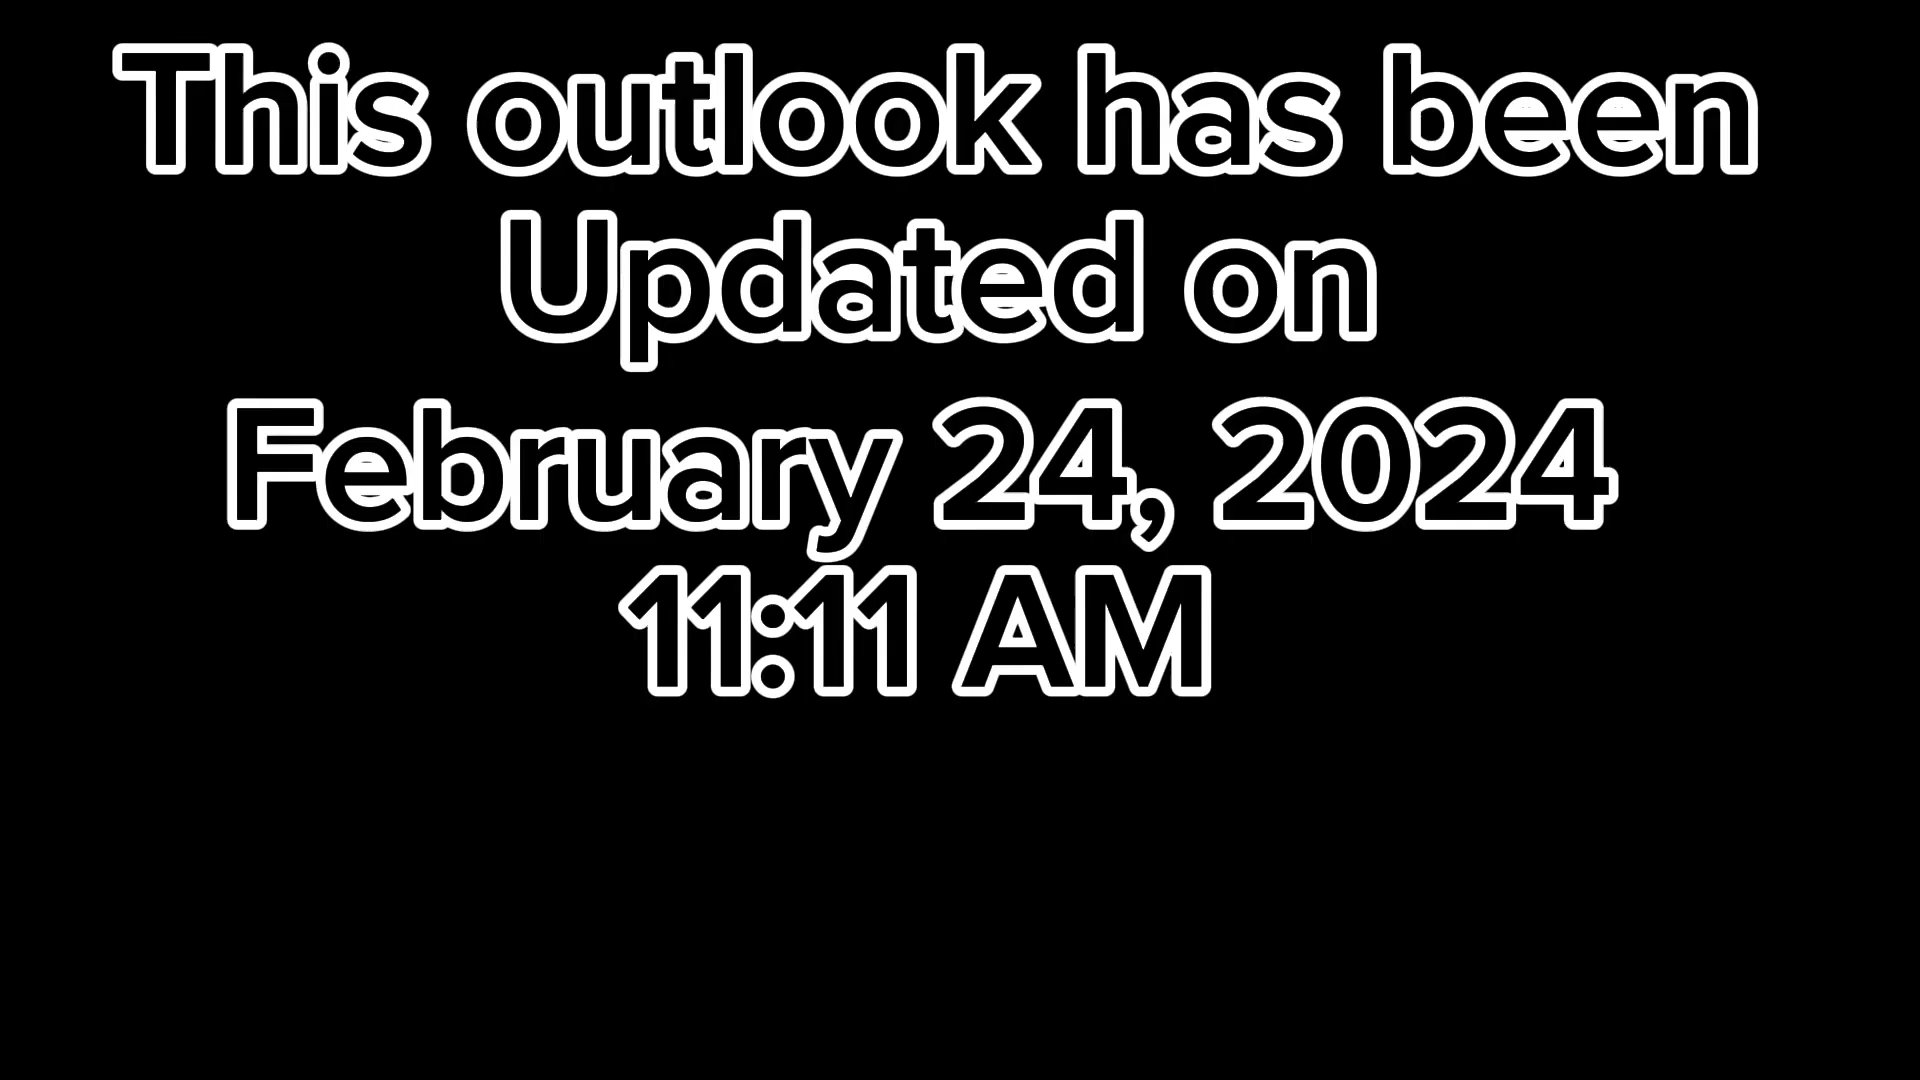 This outlook has been
Updated on
February 24, 2024
11:11 AM